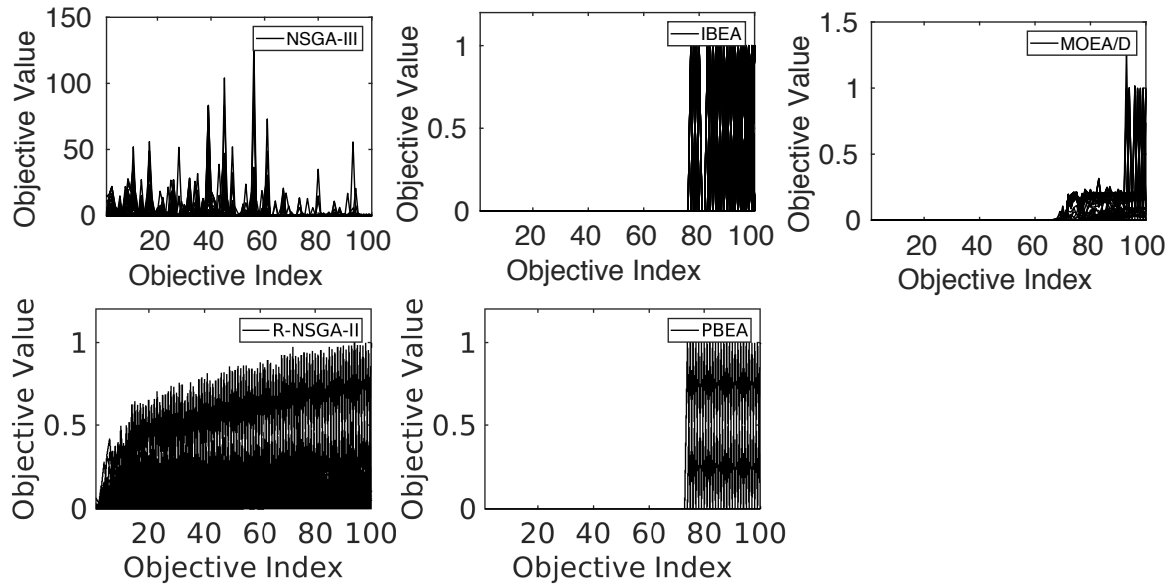 150
100
50
0
Objective Value
20 40 60 80 100
Objective Index
NSGA-III
1
0.5
0
Objective Value
20 40 60 80 100
Objective Index
IBEA
1.5
1
0.5
0
Objective Value
20 40 60 80 100
Objective Index
MOEA/D
1
0.5
0
Objective Value
20 40 60 80 100
Objective Index
R-NSGA-II
1
0.5
0
Objective Value
20 40 60 80 100
Objective Index
PBEA